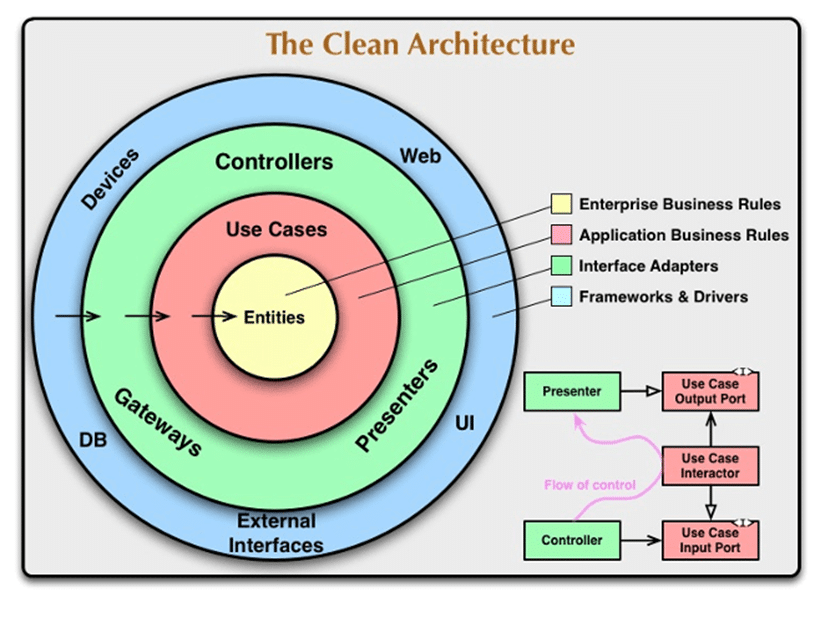 The Clean Architecture
Devices
Web
Controllers
Use Cases
Entities
Gateways
Presenters
DB
UI
External
Interfaces
Enterprise Business Rules
Application Business Rules
Interface Adapters
Frameworks & Drivers
Presenter
Use Case
Output Port
<I>
Use Case
Interactor
Flow of control
Controller
Use Case
Input Port
<I>